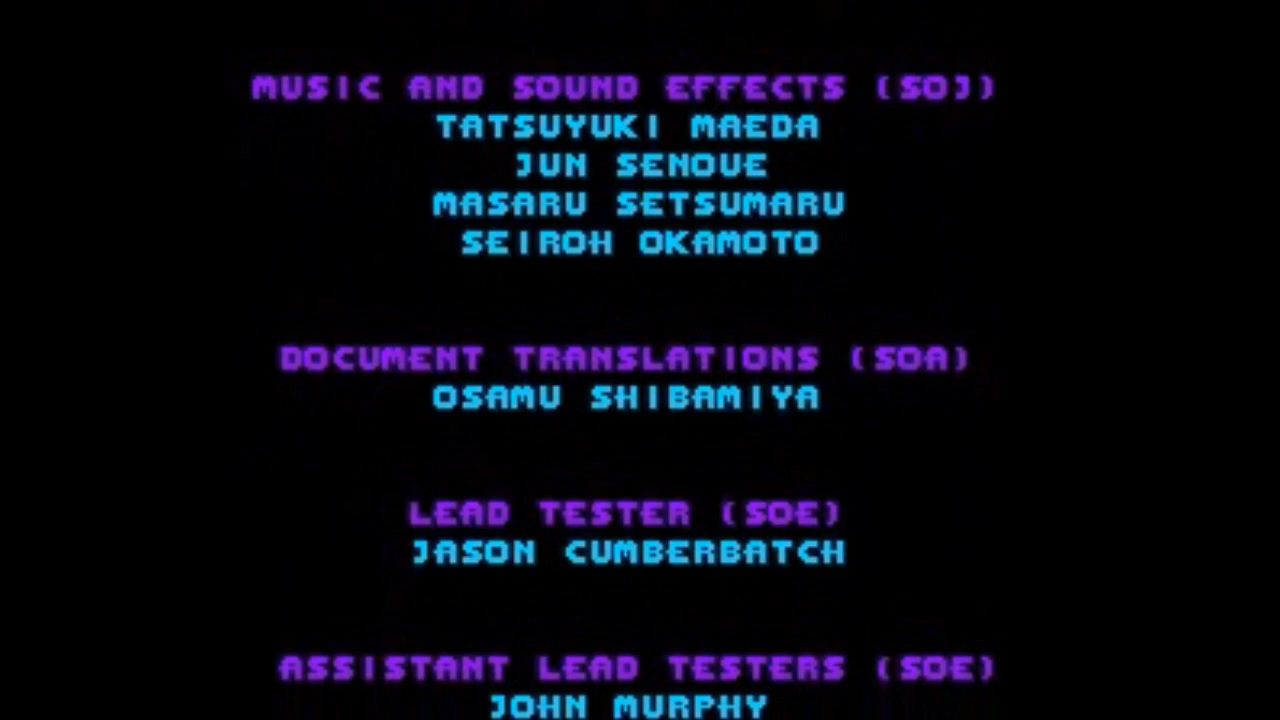 MUSIC AND SOUND EFFECTS (SOJ)
TATSUYUKI MAEDA
JUN SENOUE
MASARU SETSUMARU
SEIROH OKAMOTO
DOCUMENT TRANSLATIONS (SOA)
OSAMU SHIBAMIYA
LEAD TESTER (SOE)
JASON CUMBERBATCH
ASSISTANT LEAD TESTERS (SOE)
JOHN MURPHY